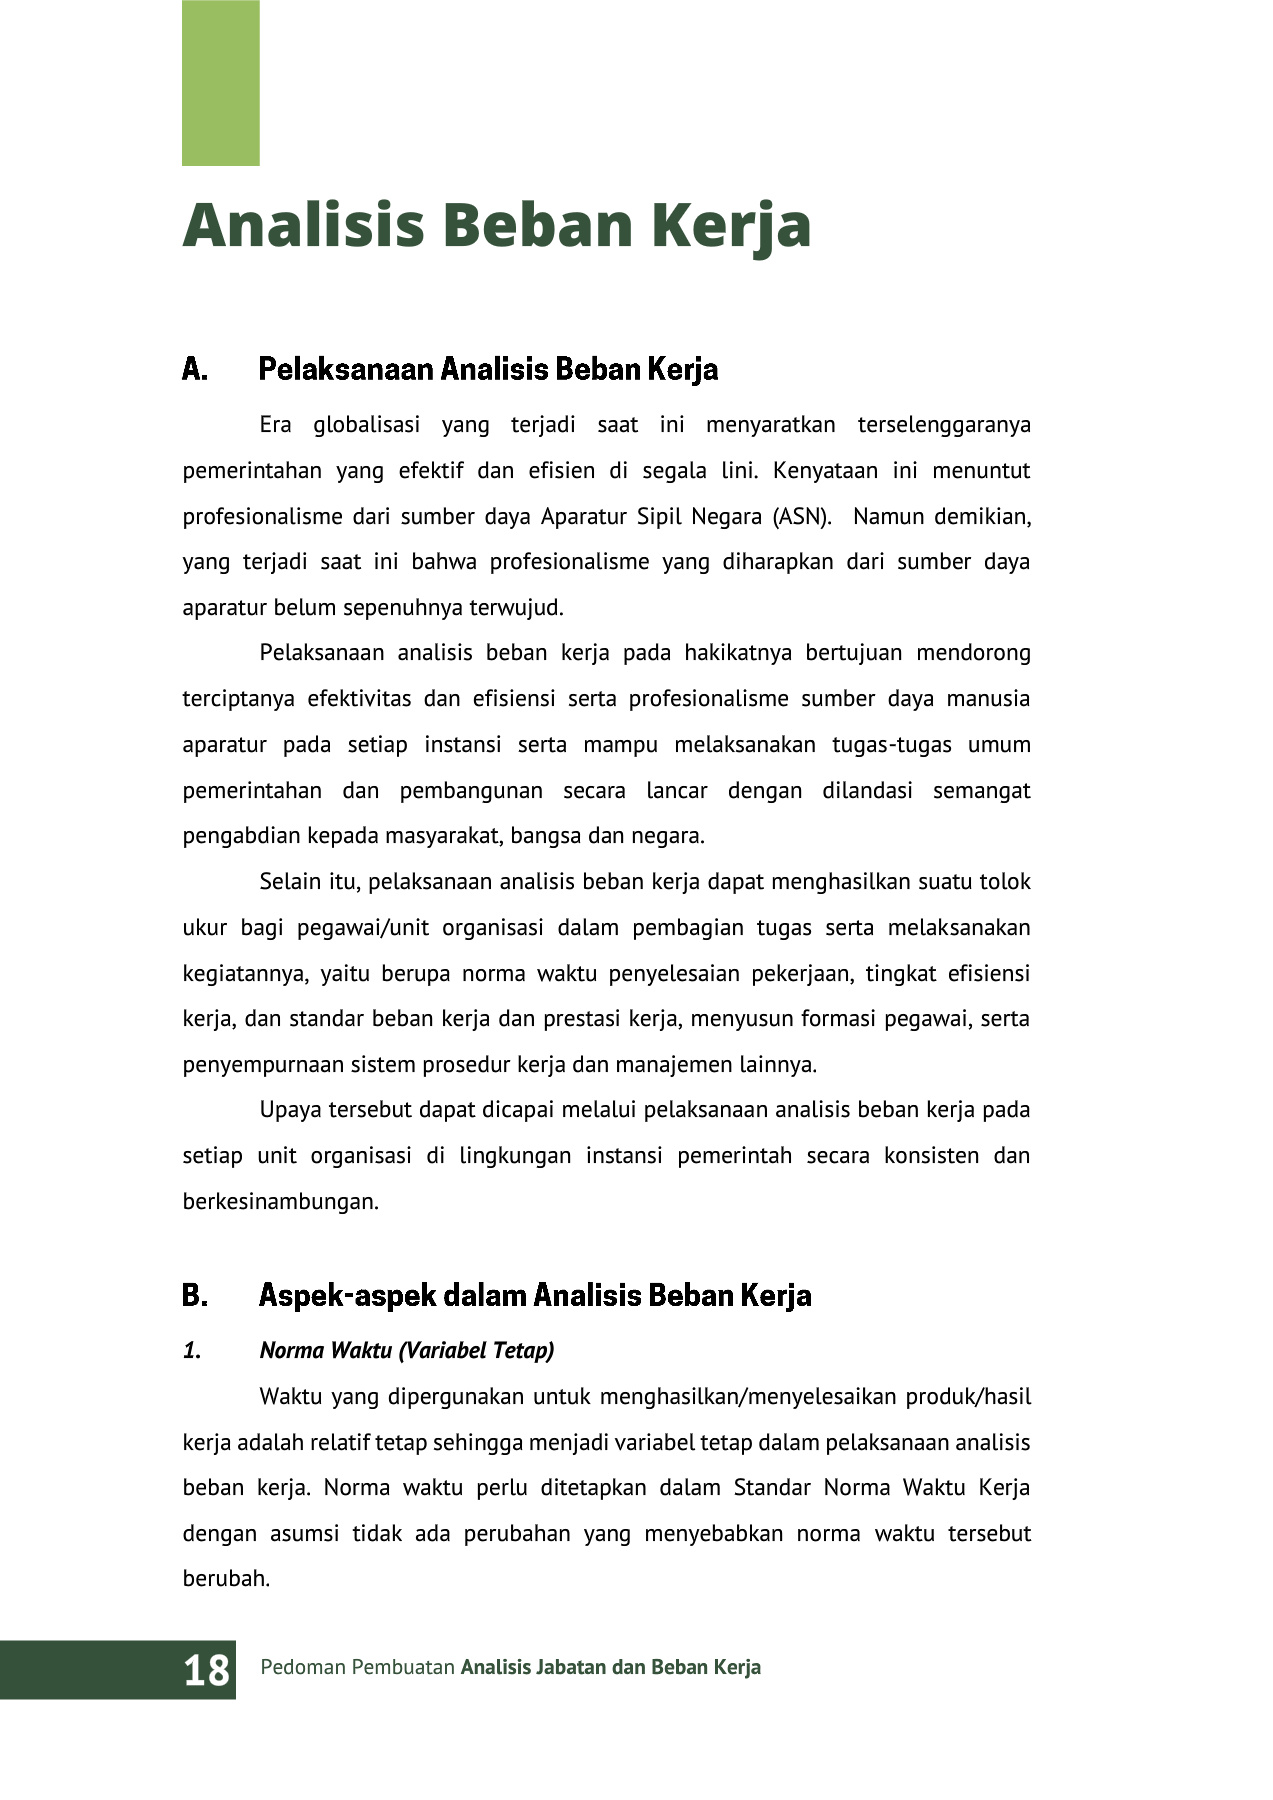 Analisis Beban Kerja
A. Pelaksanaan Analisis Beban Kerja
Era globalisasi yang terjadi saat ini menyaratkan terselenggaranya
pemerintahan yang efektif dan efisien di segala lini. Kenyataan ini menuntut
profesionalisme dari sumber daya Aparatur Sipil Negara (ASN). Namun demikian,
yang terjadi saat ini bahwa profesionalisme yang diharapkan dari sumber daya
aparatur belum sepenuhnya terwujud.
Pelaksanaan analisis beban kerja pada hakikatnya bertujuan mendorong
terciptanya efektivitas dan efisiensi serta profesionalisme sumber daya manusia
aparatur pada setiap instansi serta mampu melaksanakan tugas-tugas umum
pemerintahan dan pembangunan secara lancar dengan dilandasi semangat
pengabdian kepada masyarakat, bangsa dan negara.
Selain itu, pelaksanaan analisis beban kerja dapat menghasilkan suatu tolok
ukur bagi pegawai/unit organisasi dalam pembagian tugas serta melaksanakan
kegiatannya, yaitu berupa norma waktu penyelesaian pekerjaan, tingkat efisiensi
kerja, dan standar beban kerja dan prestasi kerja, menyusun formasi pegawai, serta
penyempurnaan sistem prosedur kerja dan manajemen lainnya.
Upaya tersebut dapat dicapai melalui pelaksanaan analisis beban kerja pada
setiap unit organisasi di lingkungan instansi pemerintah secara konsisten dan
berkesinambungan.
B. Aspek-aspek dalam Analisis Beban Kerja
1. Norma Waktu (Variabel Tetap)
Waktu yang dipergunakan untuk menghasilkan/menyelesaikan produk/hasil
kerja adalah relatif tetap sehingga menjadi variabel tetap dalam pelaksanaan analisis
beban kerja. Norma waktu perlu ditetapkan dalam Standar Norma Waktu Kerja
dengan asumsi tidak ada perubahan yang menyebabkan norma waktu tersebut
berubah.
18 Pedoman Pembuatan Analisis Jabatan dan Beban Kerja